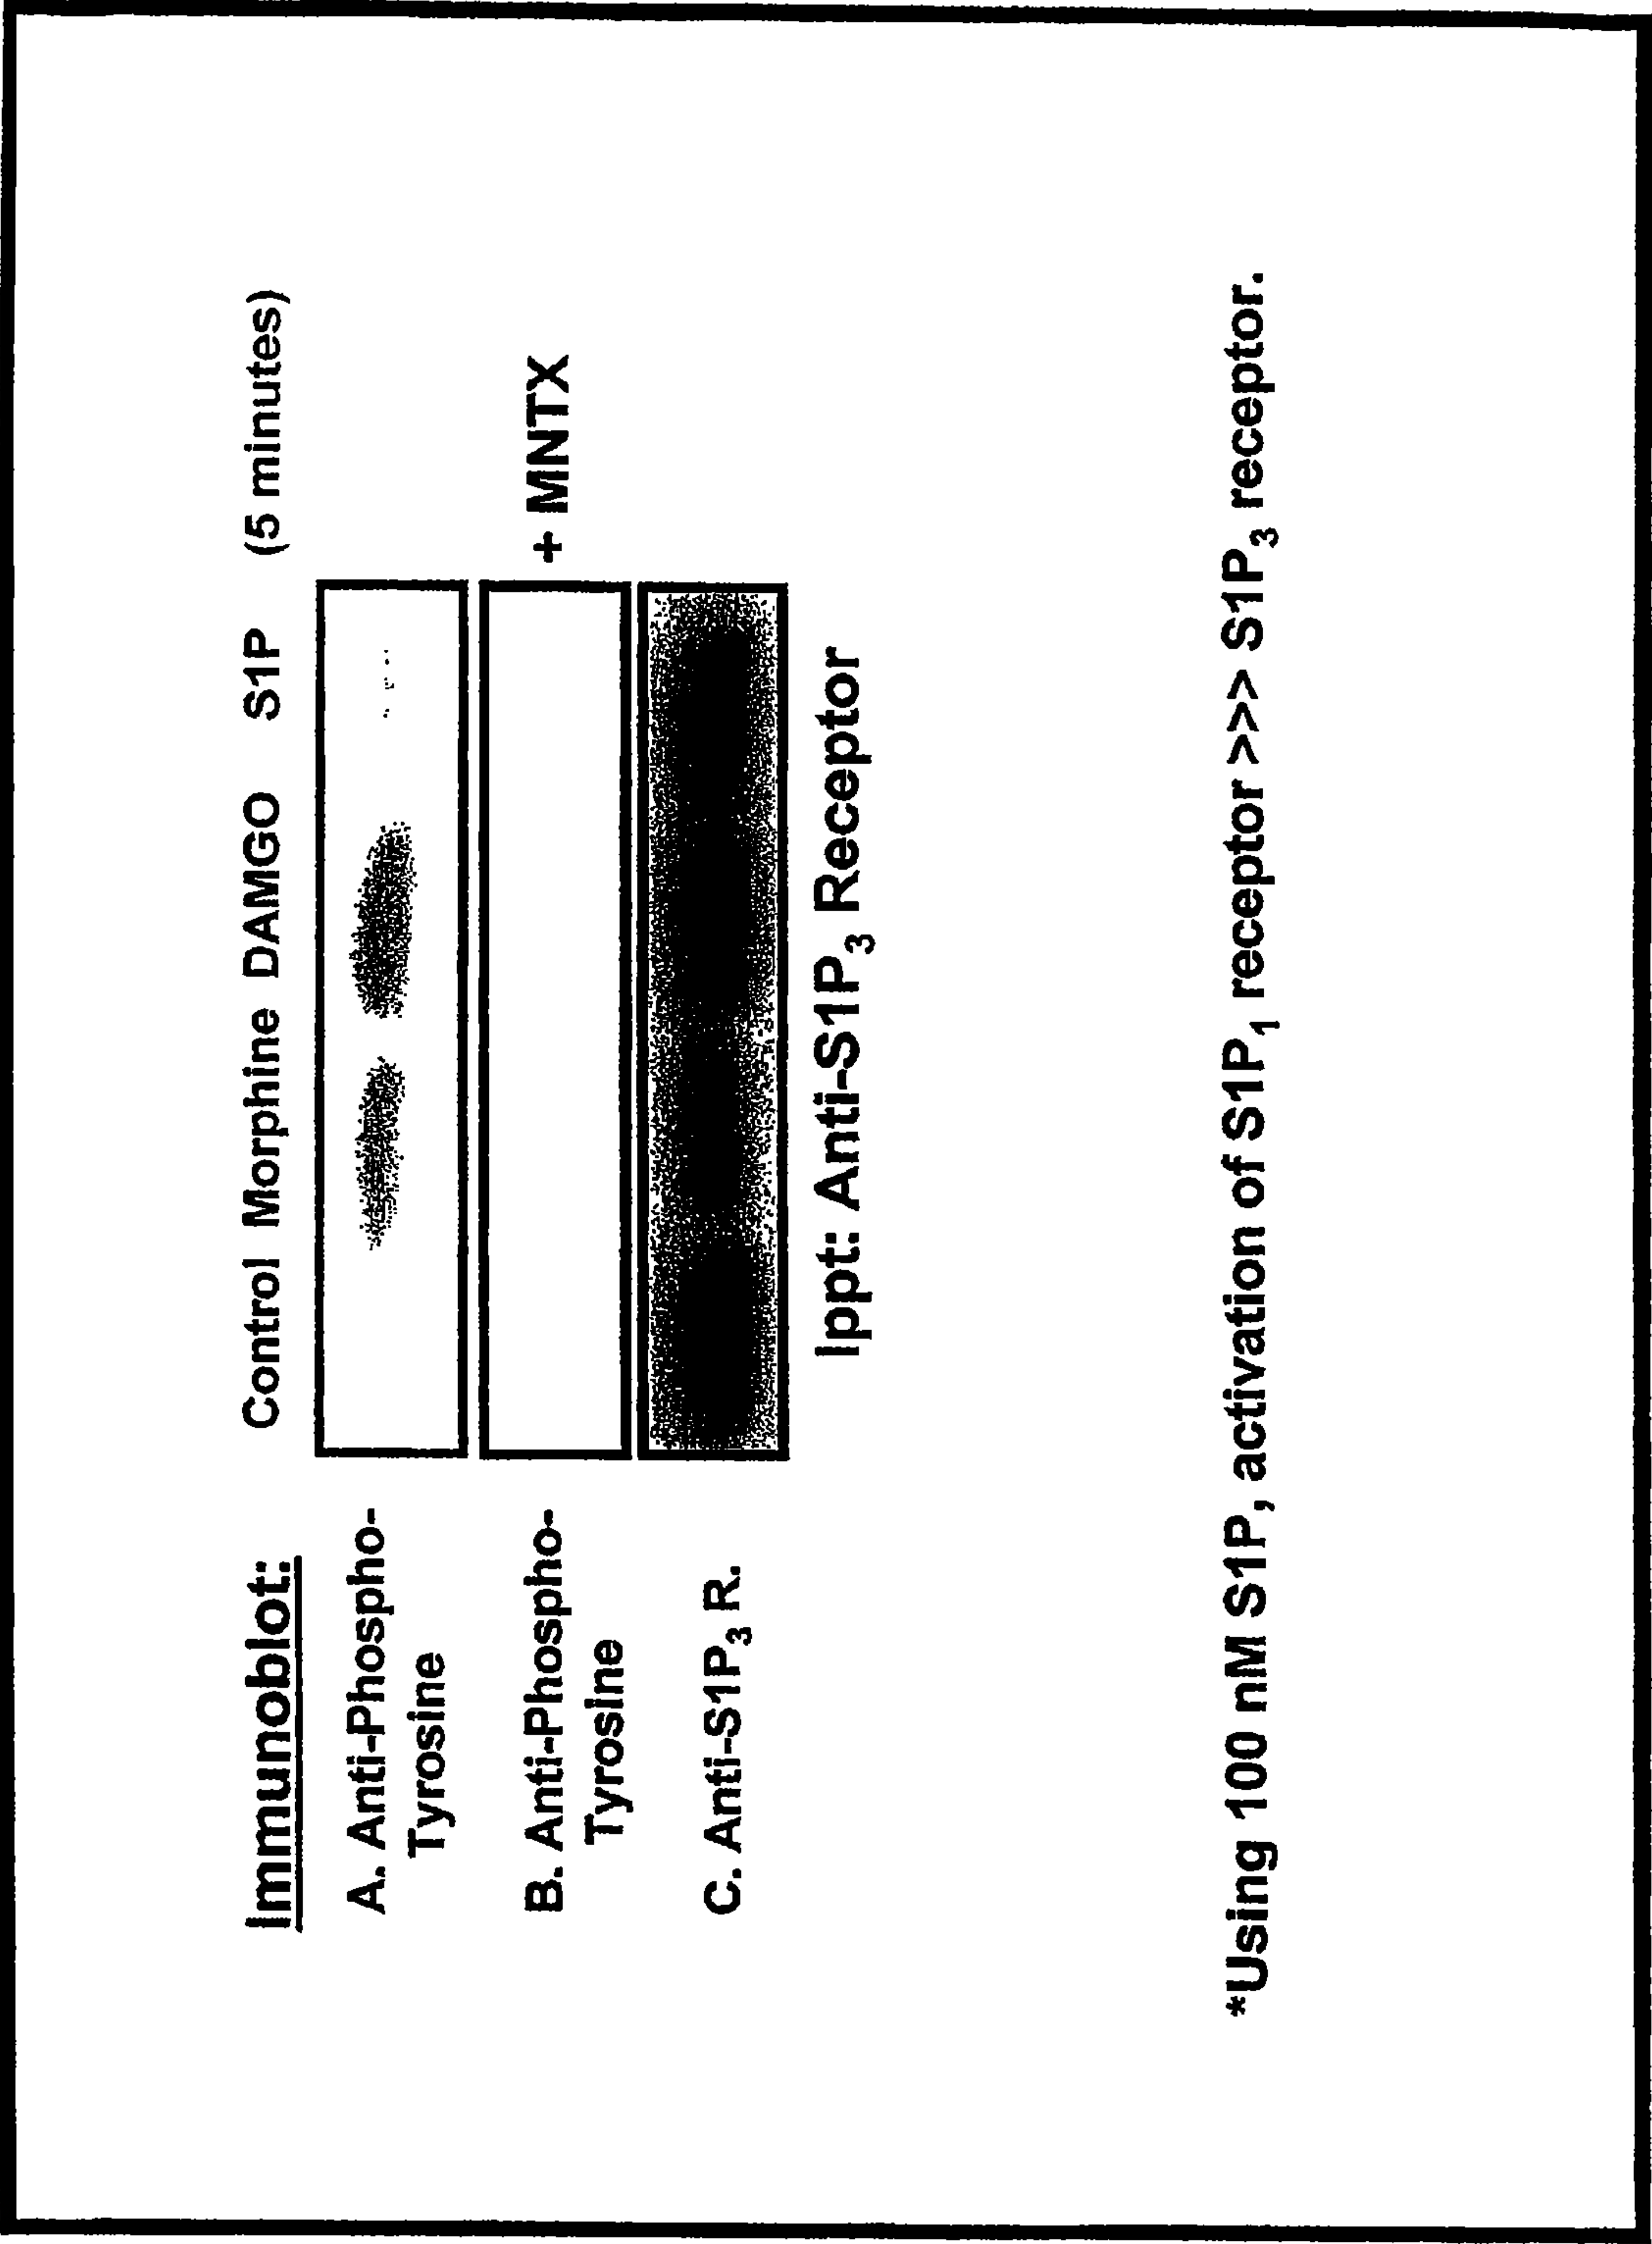 Immunoblot:
Control Morphine DAMGO S1P (5 minutes)
A. Anti-Phospho-
Tyrosine
B. Anti-Phospho-
Tyrosine
+ MNTX
C. Anti-S1P₃ R.
Ippt: Anti-S1P₃ Receptor
*Using 100 nM S1P, activation of S1P₁ receptor >>> S1P₃ receptor.